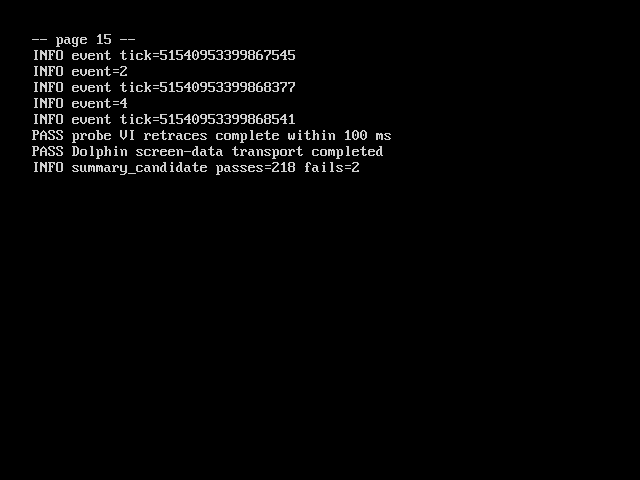 -- page 15 --
INFO event tick=51540953399867545
INFO event=2
INFO event tick=51540953399868377
INFO event=4
INFO event tick=51540953399868541
PASS probe VI retraces complete within 100 ms
PASS Dolphin screen-data transport completed
INFO summary_candidate passes=218 fails=2